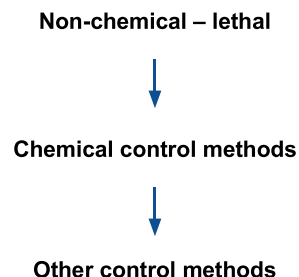 Non-chemical – lethal
Chemical control methods
Other control methods